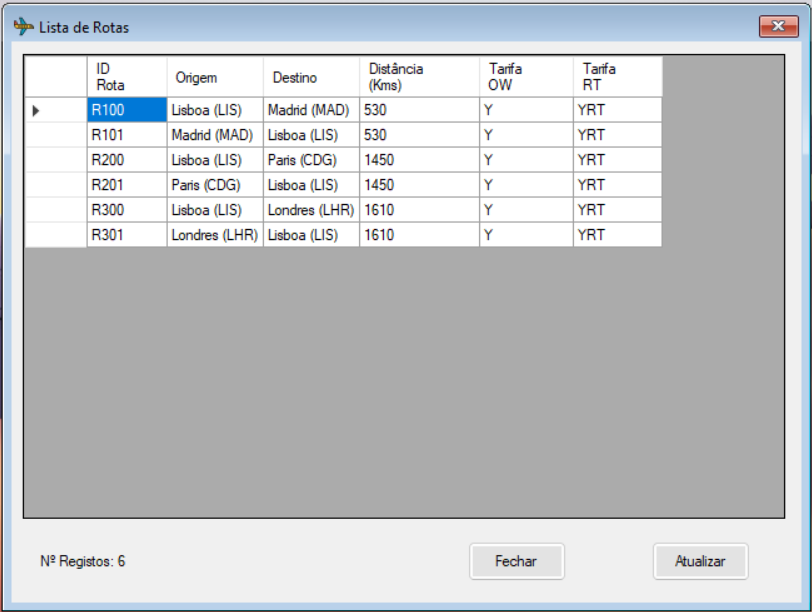 Lista de Rotas
ID Rota Origem Destino Distância (Kms) Tarifa OW Tarifa RT
R100 Lisboa (LIS) Madrid (MAD) 530 Y YRT
R101 Madrid (MAD) Lisboa (LIS) 530 Y YRT
R200 Lisboa (LIS) Paris (CDG) 1450 Y YRT
R201 Paris (CDG) Lisboa (LIS) 1450 Y YRT
R300 Lisboa (LIS) Londres (LHR) 1610 Y YRT
R301 Londres (LHR) Lisboa (LIS) 1610 Y YRT
Nº Registos: 6 Fechar Atualizar